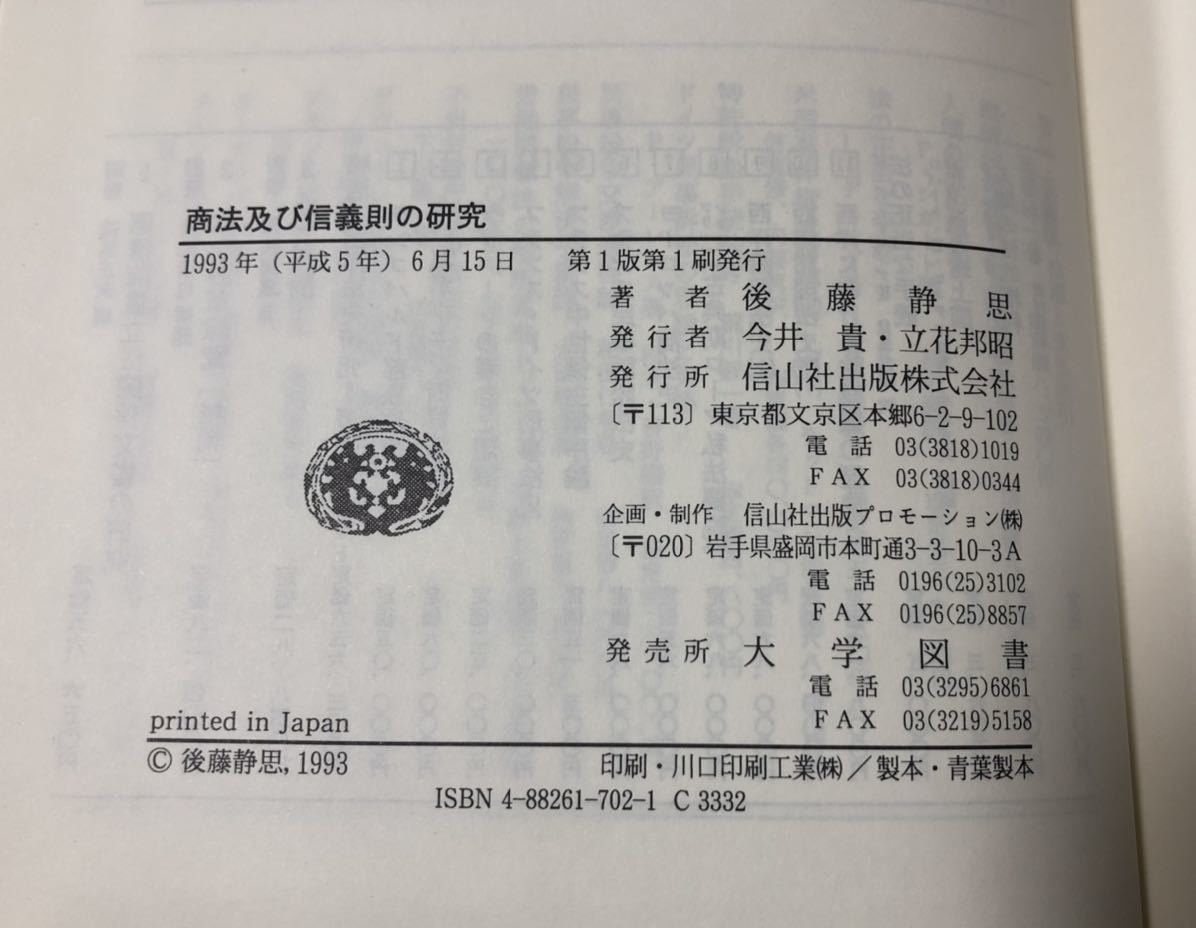 商法及び信義則の研究
1993年（平成5年）6月15日　第1版第1刷発行
著　者　後　藤　静　思
発行者　今井　貴・立花邦昭
発行所　信山社出版株式会社
〔〒113〕東京都文京区本郷6-2-9-102
電　話　03(3818)1019
ＦＡＸ　03(3818)0344
企画・制作　信山社出版プロモーション㈱
〔〒020〕岩手県盛岡市本町通3-3-10-3A
電　話　0196(25)3102
ＦＡＸ　0196(25)8857
発売所　大　学　図　書
電　話　03(3295)6861
ＦＡＸ　03(3219)5158
printed in Japan
©後藤静思, 1993　印刷・川口印刷工業㈱／製本・青葉製本
ISBN 4-88261-702-1 C 3332